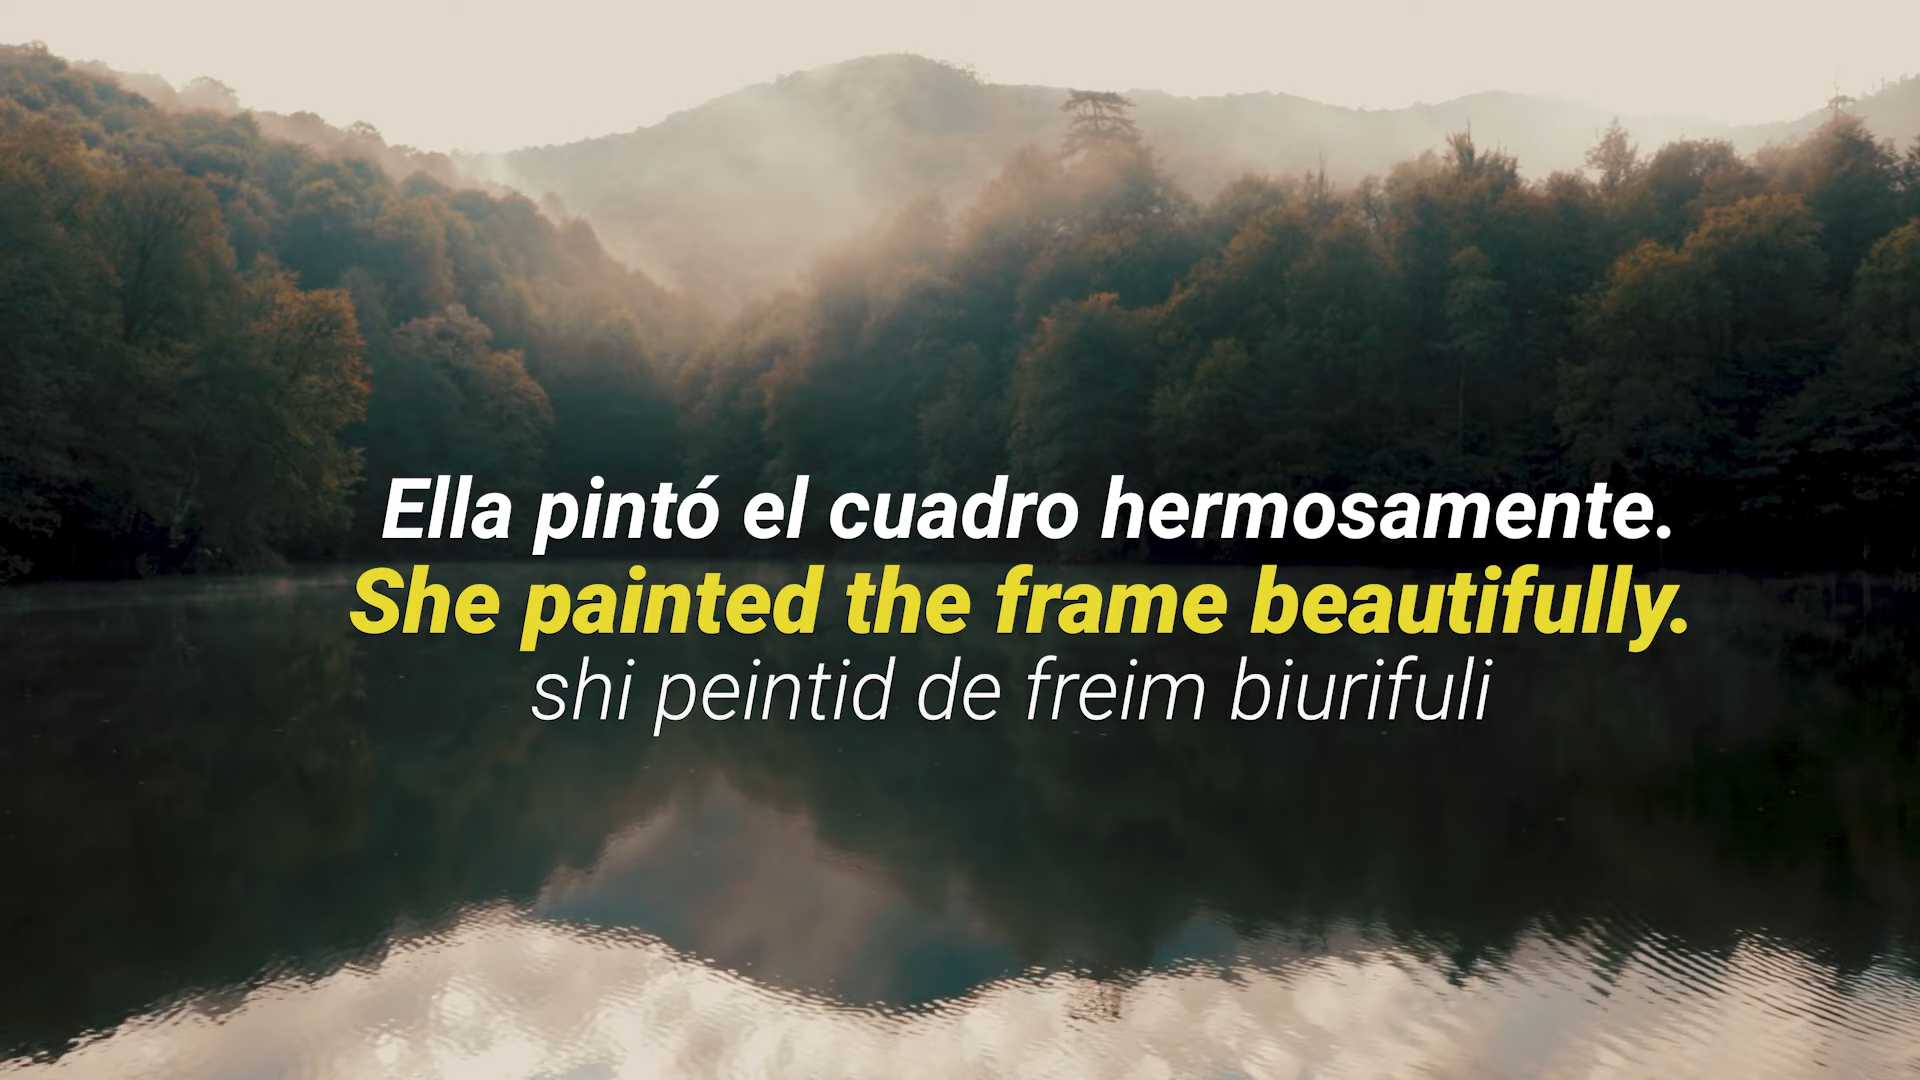 Ella pintó el cuadro hermosamente.
She painted the frame beautifully.
shi peintid de freim biurifuli